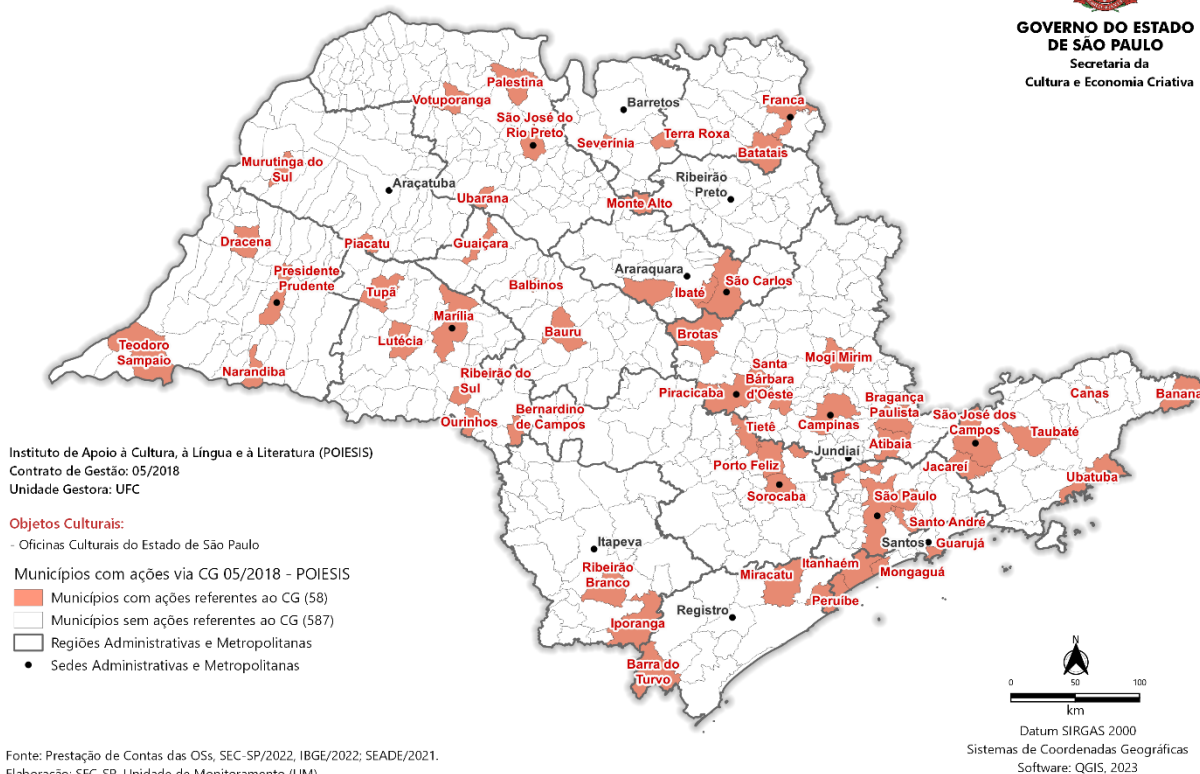 GOVERNO DO ESTADO
DE SÃO PAULO
Secretaria da
Cultura e Economia Criativa
Palestina
Votuporanga
Barretos
Franca
São José do
Rio Preto
Severínia
Terra Roxa
Batatais
Murutinga do
Sul
Araçatuba
Ribeirão
Preto
Ubarana
Monte Alto
Dracena
Piacatu
Guaiçara
Presidente
Prudente
Araraquara
São Carlos
Tupã
Balbinos
Ibaté
Marília
Bauru
Brotas
Teodoro
Sampaio
Lutécia
Narandiba
Ribeirão do
Sul
Santa
Bárbara
d'Oeste
Mogi Mirim
Piracicaba
Bragança
Paulista
Canas
Banana
Ourinhos
Bernardino
de Campos
Tietê
Campinas
São José dos
Campos
Taubaté
Atibaia
Jundiaí
Jacareí
Porto Feliz
Ubatuba
Sorocaba
São Paulo
Santo André
Santos
Guarujá
Itapeva
Ribeirão
Branco
Miracatu
Itanhaém
Mongaguá
Peruíbe
Registro
Iporanga
Barra do
Turvo
Instituto de Apoio à Cultura, à Língua e à Literatura (POIESIS)
Contrato de Gestão: 05/2018
Unidade Gestora: UFC
Objetos Culturais:
- Oficinas Culturais do Estado de São Paulo
Municípios com ações via CG 05/2018 - POIESIS
Municípios com ações referentes ao CG (58)
Municípios sem ações referentes ao CG (587)
Regiões Administrativas e Metropolitanas
Sedes Administrativas e Metropolitanas
N
0 50 100
km
Datum SIRGAS 2000
Sistemas de Coordenadas Geográficas
Software: QGIS, 2023
Fonte: Prestação de Contas das OSs, SEC-SP/2022, IBGE/2022; SEADE/2021.
Elaboração: SEC-SP, Unidade de Monitoramento (UM)